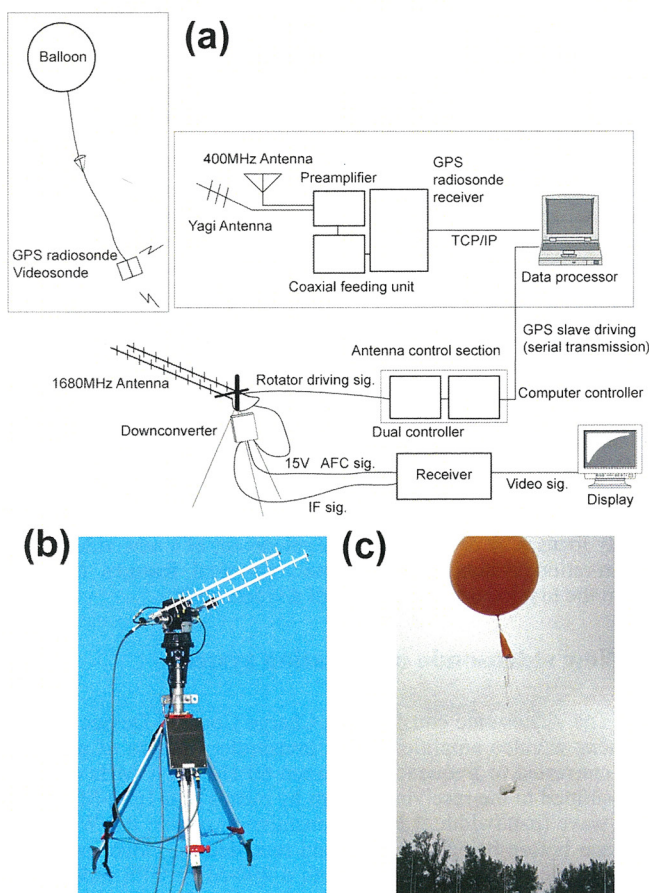 (a)
Balloon
GPS radiosonde
Videosonde
400MHz Antenna
Preamplifier
GPS
radiosonde
receiver
Yagi Antenna
TCP/IP
Coaxial feeding unit
Data processor
GPS slave driving
(serial transmission)
Antenna control section
1680MHz Antenna
Rotator driving sig.
Computer controller
Downconverter
Dual controller
15V AFC sig.
Receiver
Video sig.
IF sig.
Display
(b)
(c)